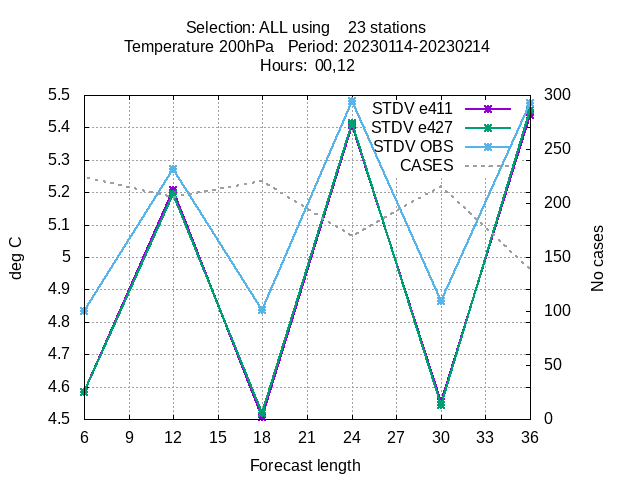 Selection: ALL using    23 stations
Temperature 200hPa   Period: 20230114-20230214
Hours:  00,12
STDV e411
STDV e427
STDV OBS
CASES
5.5
5.4
5.3
5.2
5.1
5
4.9
4.8
4.7
4.6
4.5
deg C
300
250
200
150
100
50
0
No cases
6 9 12 15 18 21 24 27 30 33 36
Forecast length